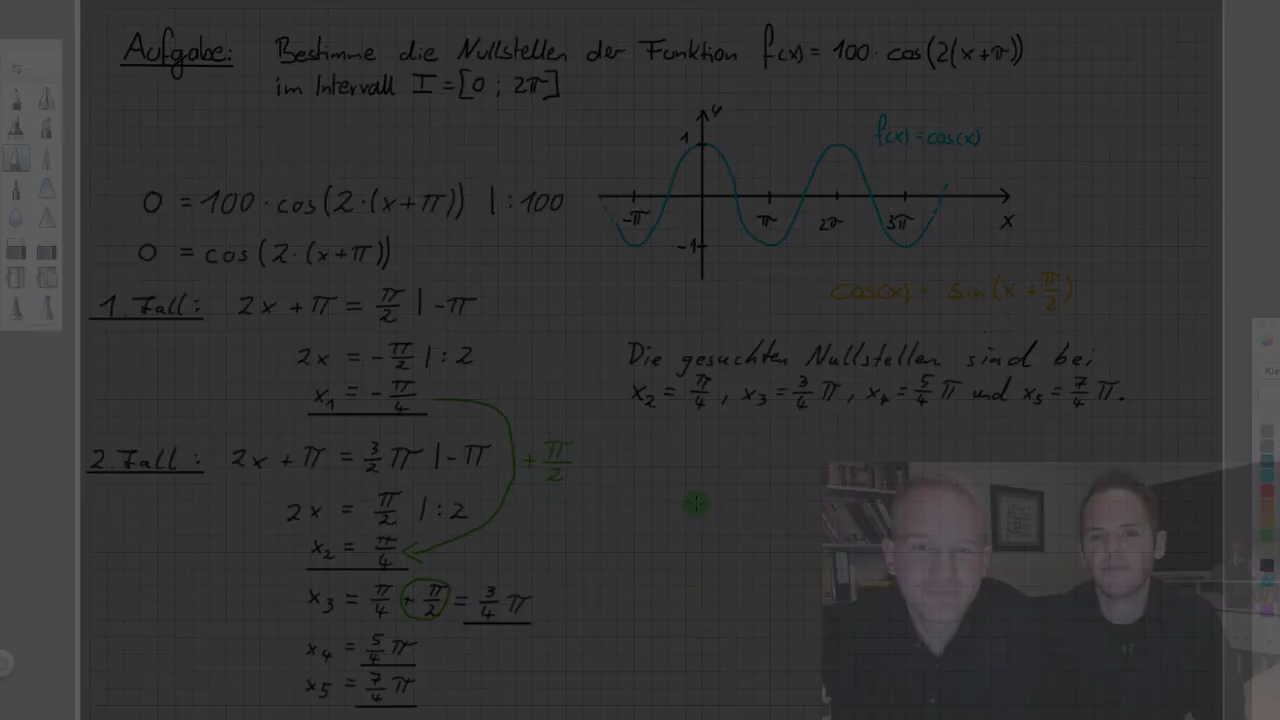 Aufgabe: Bestimme die Nullstellen der Funktion f(x) = 100 · cos(2(x+π))
im Intervall I = [0 ; 2π]
0 = 100 · cos(2·(x+π)) | : 100
0 = cos(2·(x+π))
1. Fall: 2x + π = π/2 | -π
2x = -π/2 | : 2
x₁ = -π/4
2. Fall: 2x + π = 3/2 π | - π
+ π/2
2x = π/2 | : 2
x₂ = π/4
x₃ = π/4 + π/2 = 3/4 π
x₄ = 5/4 π
x₅ = 7/4 π
y
1
f(x) = cos(x)
-π
π
2π
3π
x
-1
cos(x) = sin(x + π/2)
Die gesuchten Nullstellen sind bei
x₂ = π/4, x₃ = 3/4 π, x₄ = 5/4 π und x₅ = 7/4 π.
Kle